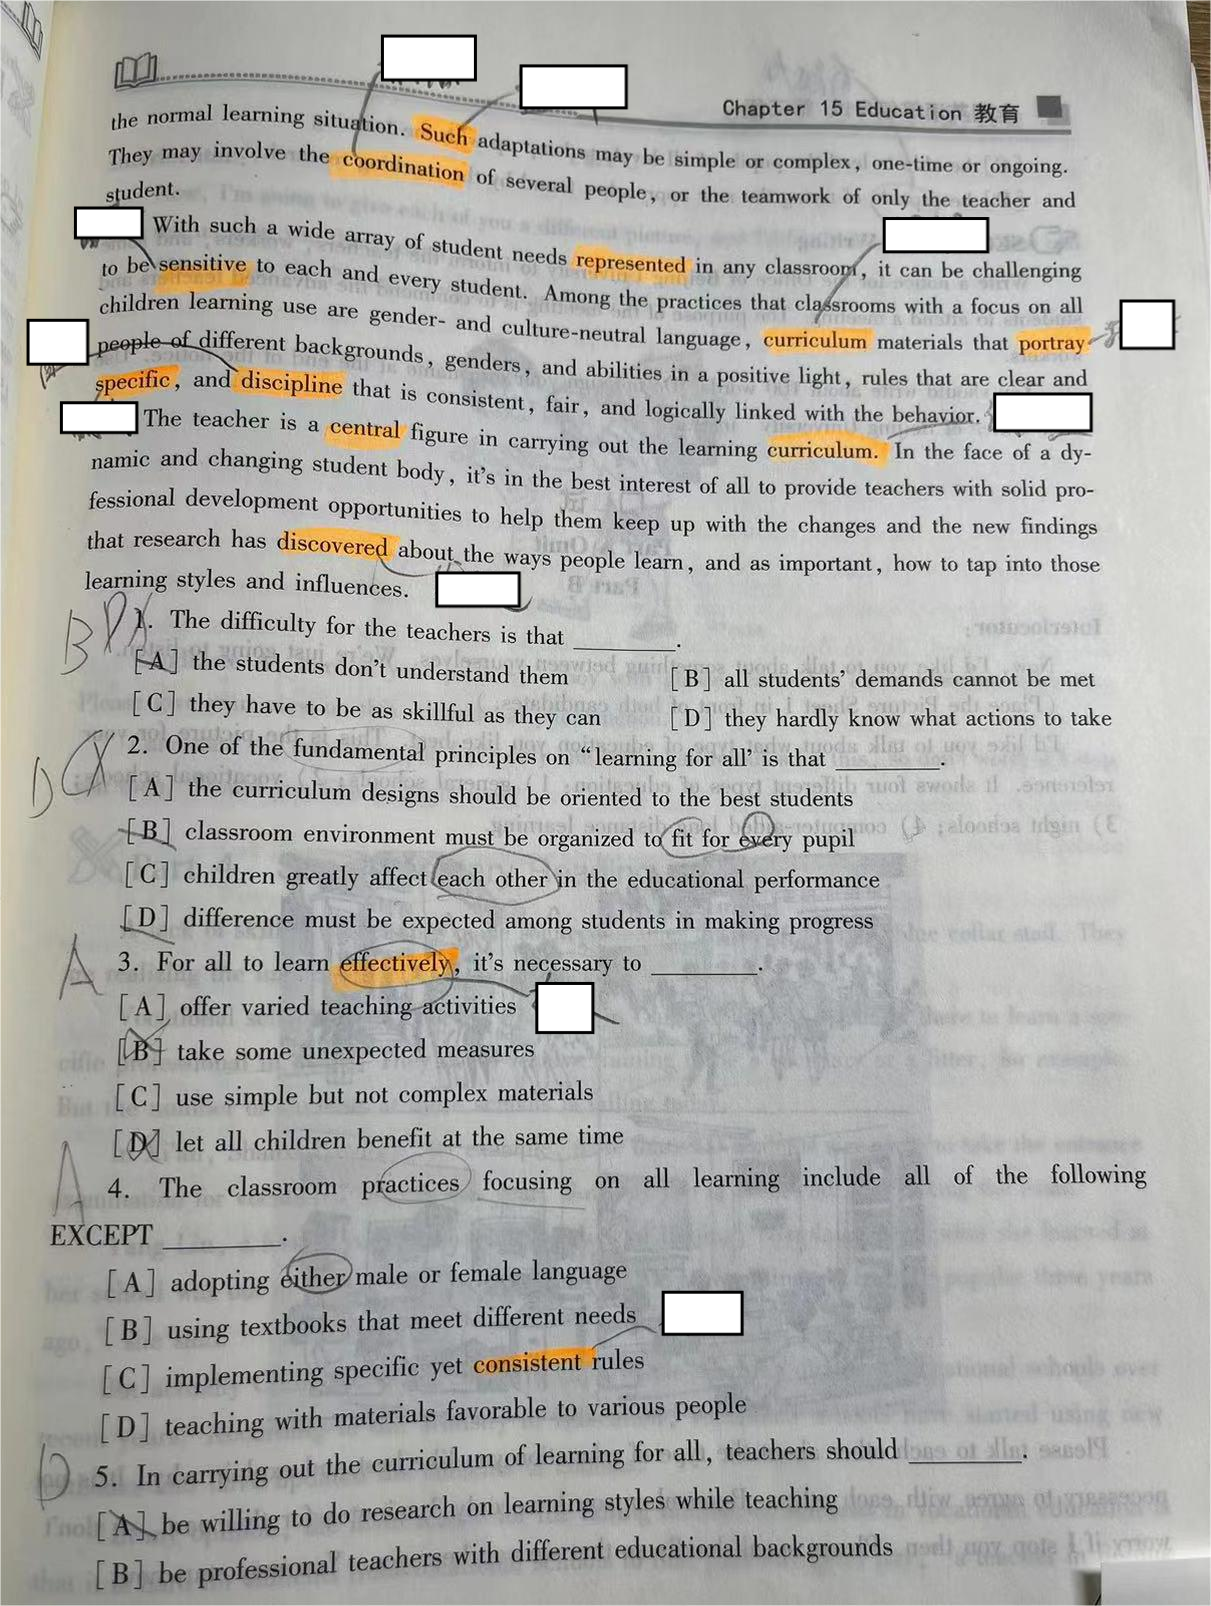 Chapter 15 Education 教育
the normal learning situation. Such adaptations may be simple or complex, one-time or ongoing.
They may involve the coordination of several people, or the teamwork of only the teacher and
student.
With such a wide array of student needs represented in any classroom, it can be challenging
to be sensitive to each and every student. Among the practices that classrooms with a focus on all
children learning use are gender- and culture-neutral language, curriculum materials that portray
people of different backgrounds, genders, and abilities in a positive light, rules that are clear and
specific, and discipline that is consistent, fair, and logically linked with the behavior.
The teacher is a central figure in carrying out the learning curriculum. In the face of a dy-
namic and changing student body, it's in the best interest of all to provide teachers with solid pro-
fessional development opportunities to help them keep up with the changes and the new findings
that research has discovered about the ways people learn, and as important, how to tap into those
learning styles and influences.
B D 1. The difficulty for the teachers is that ________.
[A] the students don't understand them [B] all students' demands cannot be met
[C] they have to be as skillful as they can [D] they hardly know what actions to take
D C 2. One of the fundamental principles on “learning for all’ is that ________.
[A] the curriculum designs should be oriented to the best students
[B] classroom environment must be organized to fit for every pupil
[C] children greatly affect each other in the educational performance
[D] difference must be expected among students in making progress
A 3. For all to learn effectively, it's necessary to ________.
[A] offer varied teaching activities
[B] take some unexpected measures
[C] use simple but not complex materials
[D] let all children benefit at the same time
A 4. The classroom practices focusing on all learning include all of the following
EXCEPT ________.
[A] adopting either male or female language
[B] using textbooks that meet different needs
[C] implementing specific yet consistent rules
[D] teaching with materials favorable to various people
D 5. In carrying out the curriculum of learning for all, teachers should ________.
[A] be willing to do research on learning styles while teaching
[B] be professional teachers with different educational backgrounds